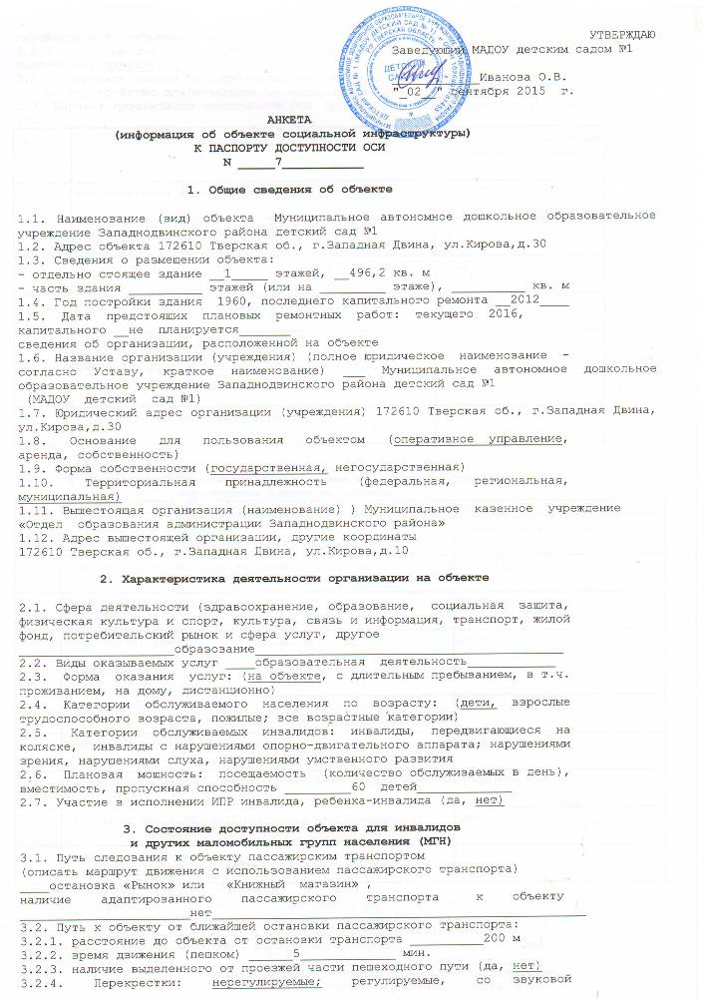 УТВЕРЖДАЮ
Заведующий МАДОУ детским садом №1
Иванова О.В.
"_02__" сентября 2015 г.
АНКЕТА
(информация об объекте социальной инфраструктуры)
К ПАСПОРТУ ДОСТУПНОСТИ ОСИ
N _____7___________
1. Общие сведения об объекте
1.1. Наименование (вид) объекта Муниципальное автономное дошкольное образовательное
учреждение Западнодвинского района детский сад №1
1.2. Адрес объекта 172610 Тверская об., г.Западная Двина, ул.Кирова,д.30
1.3. Сведения о размещении объекта:
- отдельно стоящее здание __1_____ этажей, __496,2 кв. м
- часть здания __________ этажей (или на _________ этаже), __________ кв. м
1.4. Год постройки здания 1960, последнего капитального ремонта __2012____
1.5. Дата предстоящих плановых ремонтных работ: текущего 2016,
капитального __не планируется_______
сведения об организации, расположенной на объекте
1.6. Название организации (учреждения) (полное юридическое наименование -
согласно Уставу, краткое наименование) ___ Муниципальное автономное дошкольное
образовательное учреждение Западнодвинского района детский сад №1
(МАДОУ детский сад №1)
1.7. Юридический адрес организации (учреждения) 172610 Тверская об., г.Западная Двина,
ул.Кирова,д.30
1.8. Основание для пользования объектом (оперативное управление,
аренда, собственность)
1.9. Форма собственности (государственная, негосударственная)
1.10. Территориальная принадлежность (федеральная, региональная,
муниципальная)
1.11. Вышестоящая организация (наименование) ) Муниципальное казенное учреждение
«Отдел образования администрации Западнодвинского района»
1.12. Адрес вышестоящей организации, другие координаты
172610 Тверская об., г.Западная Двина, ул.Кирова,д.10
2. Характеристика деятельности организации на объекте
2.1. Сфера деятельности (здравоохранение, образование, социальная защита,
физическая культура и спорт, культура, связь и информация, транспорт, жилой
фонд, потребительский рынок и сфера услуг, другое
_____________________образование__________________________________________
2.2. Виды оказываемых услуг ____образовательная деятельность____________
2.3. Форма оказания услуг: (на объекте, с длительным пребыванием, в т.ч.
проживанием, на дому, дистанционно)
2.4. Категории обслуживаемого населения по возрасту: (дети, взрослые
трудоспособного возраста, пожилые; все возрастные категории)
2.5. Категории обслуживаемых инвалидов: инвалиды, передвигающиеся на
коляске, инвалиды с нарушениями опорно-двигательного аппарата; нарушениями
зрения, нарушениями слуха, нарушениями умственного развития
2.6. Плановая мощность: посещаемость (количество обслуживаемых в день),
вместимость, пропускная способность _________60 детей_____________
2.7. Участие в исполнении ИПР инвалида, ребенка-инвалида (да, нет)
3. Состояние доступности объекта для инвалидов
и других маломобильных групп населения (МГН)
3.1. Путь следования к объекту пассажирским транспортом
(описать маршрут движения с использованием пассажирского транспорта)
____остановка «Рынок» или «Книжный магазин» ,
наличие адаптированного пассажирского транспорта к объекту
_______________________нет___________________________________________________
3.2. Путь к объекту от ближайшей остановки пассажирского транспорта:
3.2.1. расстояние до объекта от остановки транспорта __________200 м
3.2.2. время движения (пешком) ______5_____________ мин.
3.2.3. наличие выделенного от проезжей части пешеходного пути (да, нет)
3.2.4. Перекрестки: нерегулируемые; регулируемые, со звуковой